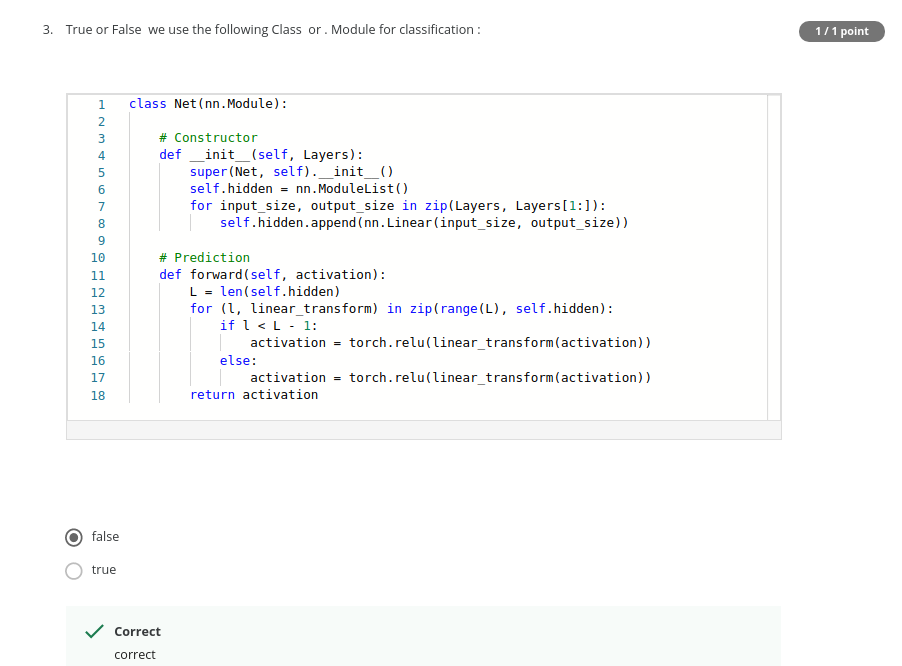 3. True or False we use the following Class or . Module for classification :
1 / 1 point
1 class Net(nn.Module):
2
3     # Constructor
4     def __init__(self, Layers):
5         super(Net, self).__init__()
6         self.hidden = nn.ModuleList()
7         for input_size, output_size in zip(Layers, Layers[1:]):
8             self.hidden.append(nn.Linear(input_size, output_size))
9
10     # Prediction
11     def forward(self, activation):
12         L = len(self.hidden)
13         for (l, linear_transform) in zip(range(L), self.hidden):
14             if l < L - 1:
15                 activation = torch.relu(linear_transform(activation))
16             else:
17                 activation = torch.relu(linear_transform(activation))
18         return activation
false
true
Correct
correct